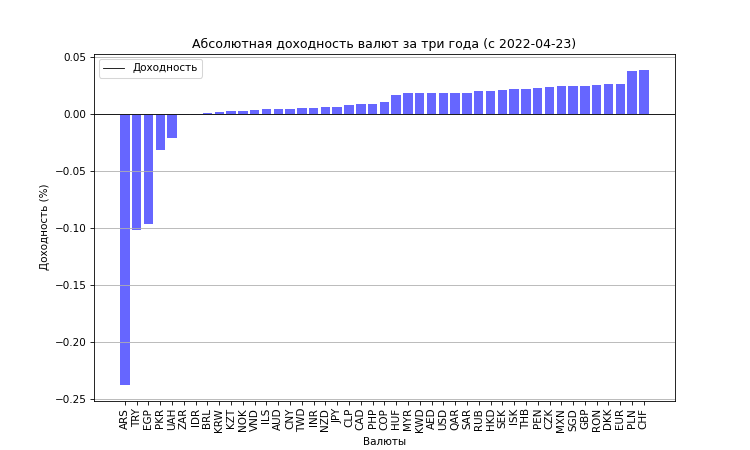 Абсолютная доходность валют за три года (с 2022-04-23)
Доходность
0.05
0.00
−0.05
−0.10
−0.15
−0.20
−0.25
Доходность (%)
ARS TRY EGP PKR UAH ZAR IDR BRL KRW KZT NOK VND ILS AUD CNY TWD INR NZD JPY CLP CAD PHP COP HUF MYR KWD AED USD QAR SAR RUB HKD SEK ISK THB PEN CZK MXN SGD GBP RON DKK EUR PLN CHF
Валюты